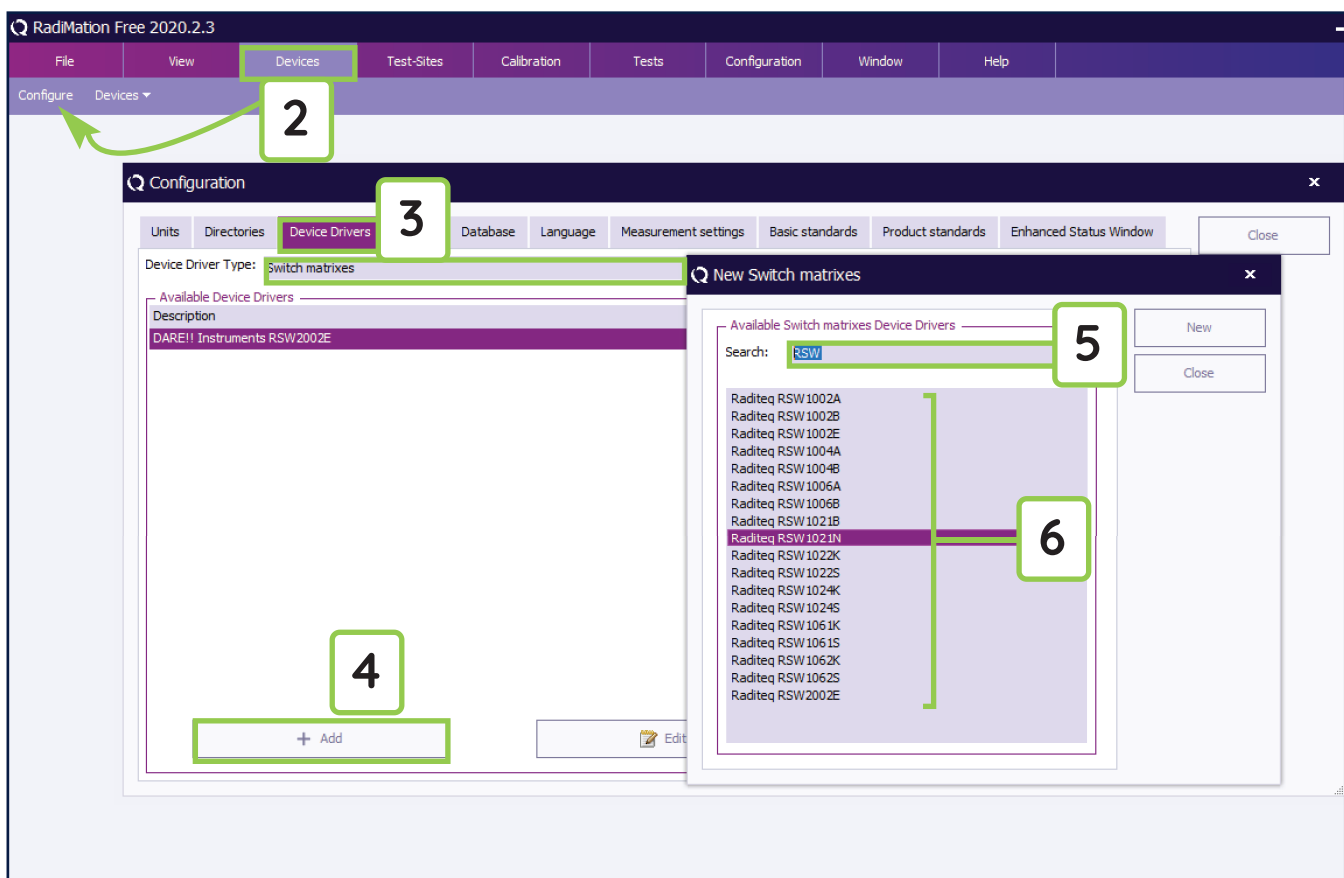 RadiMation Free 2020.2.3
File View Devices Test-Sites Calibration Tests Configuration Window Help
Configure Devices
2
Configuration
3
Units Directories Device Drivers Database Language Measurement settings Basic standards Product standards Enhanced Status Window Close
Device Driver Type: Switch matrixes
Available Device Drivers
Description
DARE!! Instruments RSW2002E
4
+ Add
Edit
New Switch matrixes
Available Switch matrixes Device Drivers
5
New
Search: RSW
Close
Raditeq RSW1002A
Raditeq RSW1002B
Raditeq RSW1002E
Raditeq RSW1004A
Raditeq RSW1004B
Raditeq RSW1006A
Raditeq RSW1006B
Raditeq RSW1021B
Raditeq RSW1021N
6
Raditeq RSW1022K
Raditeq RSW1022S
Raditeq RSW1024K
Raditeq RSW1024S
Raditeq RSW1061K
Raditeq RSW1061S
Raditeq RSW1062K
Raditeq RSW1062S
Raditeq RSW2002E